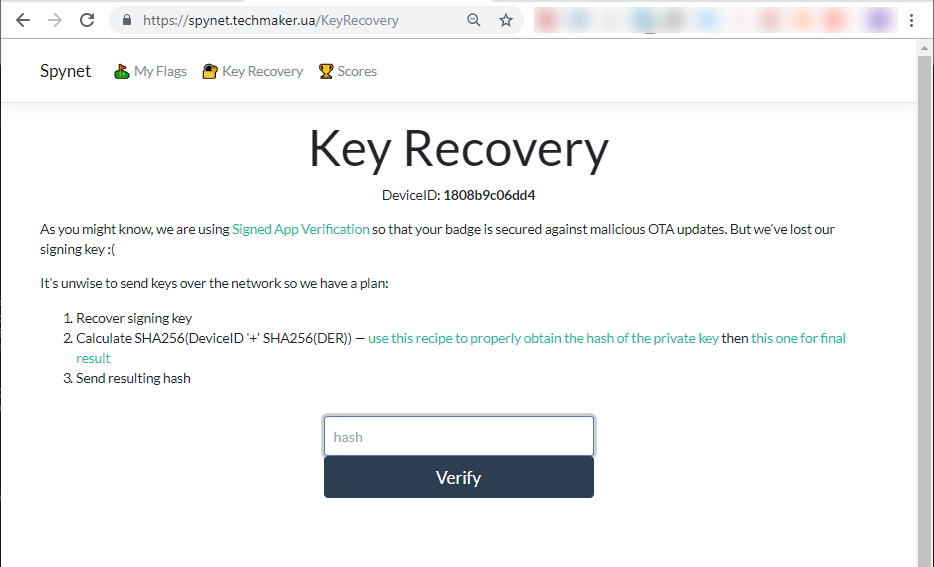 https://spynet.techmaker.ua/KeyRecovery
Spynet My Flags Key Recovery Scores
Key Recovery
DeviceID: 1808b9c06dd4
As you might know, we are using Signed App Verification so that your badge is secured against malicious OTA updates. But we've lost our
signing key :(
It's unwise to send keys over the network so we have a plan:
1. Recover signing key
2. Calculate SHA256(DeviceID '+' SHA256(DER)) — use this recipe to properly obtain the hash of the private key then this one for final
result
3. Send resulting hash
hash
Verify